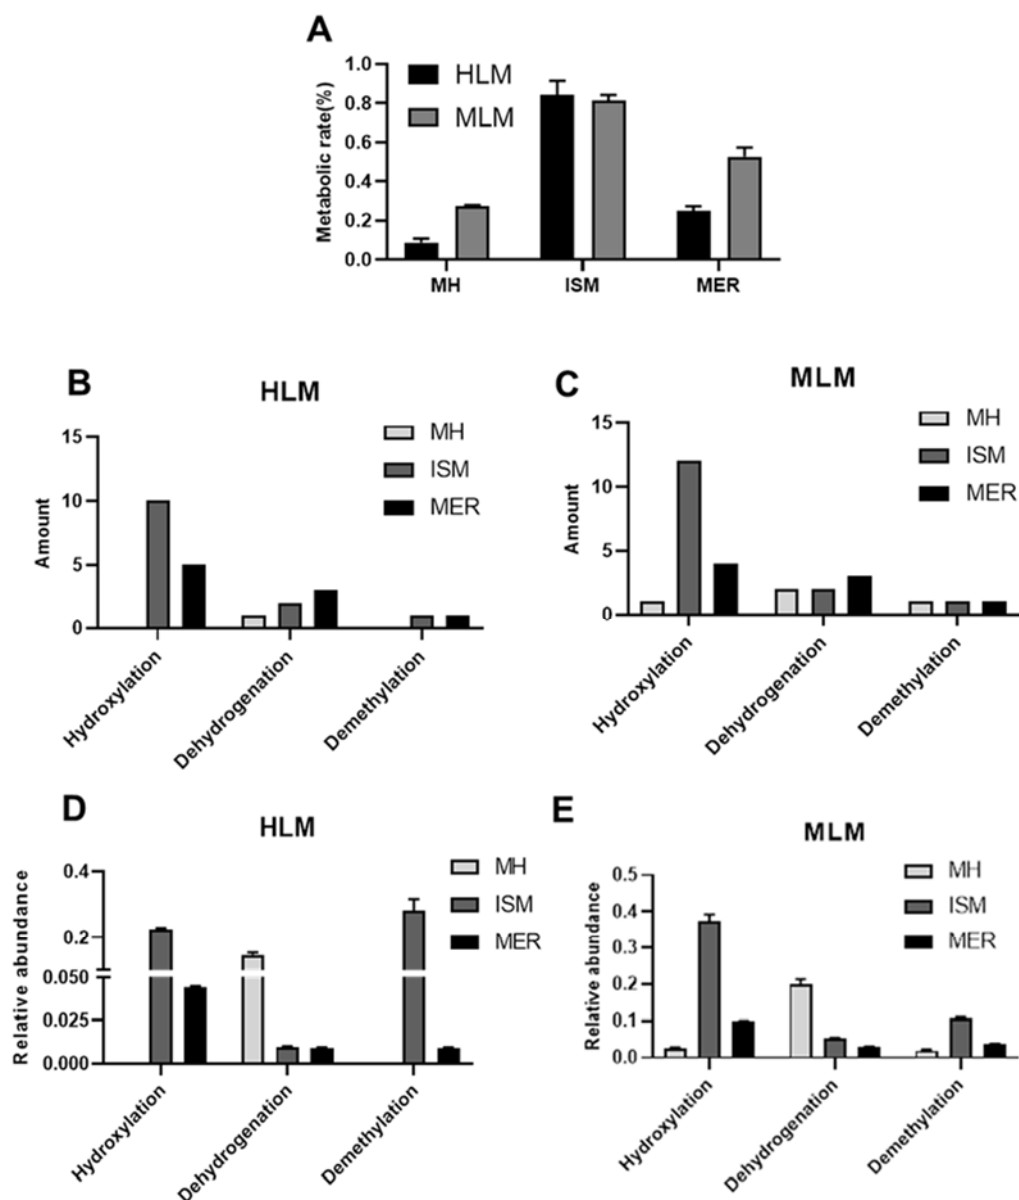 A
Metabolic rate(%)
1.0
0.8
0.6
0.4
0.2
0.0
HLM
MLM
MH ISM MER
B
HLM
Amount
15
10
5
0
MH
ISM
MER
Hydroxylation
Dehydrogenation
Demethylation
C
MLM
Amount
15
10
5
0
MH
ISM
MER
Hydroxylation
Dehydrogenation
Demethylation
D
HLM
Relative abundance
0.4
0.2
0.050
0.025
0.000
MH
ISM
MER
Hydroxylation
Dehydrogenation
Demethylation
E
MLM
Relative abundance
0.5
0.4
0.3
0.2
0.1
0.0
MH
ISM
MER
Hydroxylation
Dehydrogenation
Demethylation